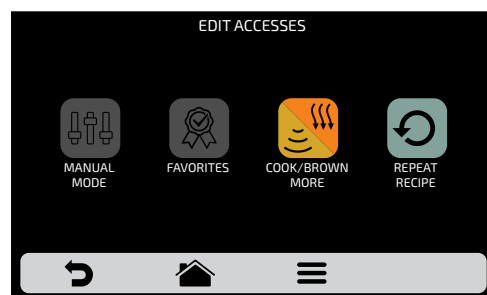 EDIT ACCESSES
MANUAL
MODE
FAVORITES
COOK/BROWN
MORE
REPEAT
RECIPE